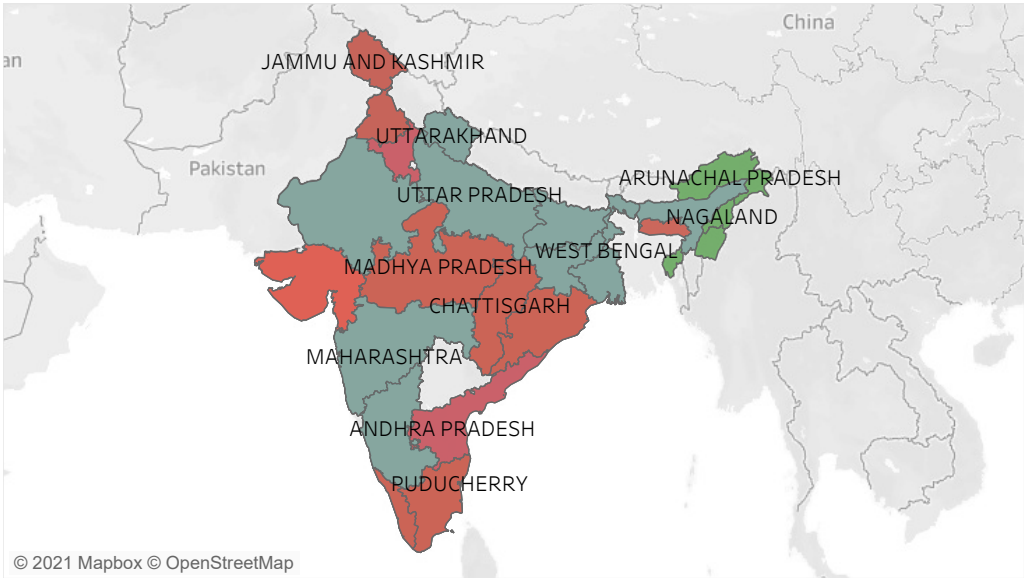 China
an
JAMMU AND KASHMIR
UTTARAKHAND
Pakistan
ARUNACHAL PRADESH
UTTAR PRADESH
NAGALAND
WEST BENGAL
MADHYA PRADESH
CHATTISGARH
MAHARASHTRA
ANDHRA PRADESH
PUDUCHERRY
© 2021 Mapbox © OpenStreetMap